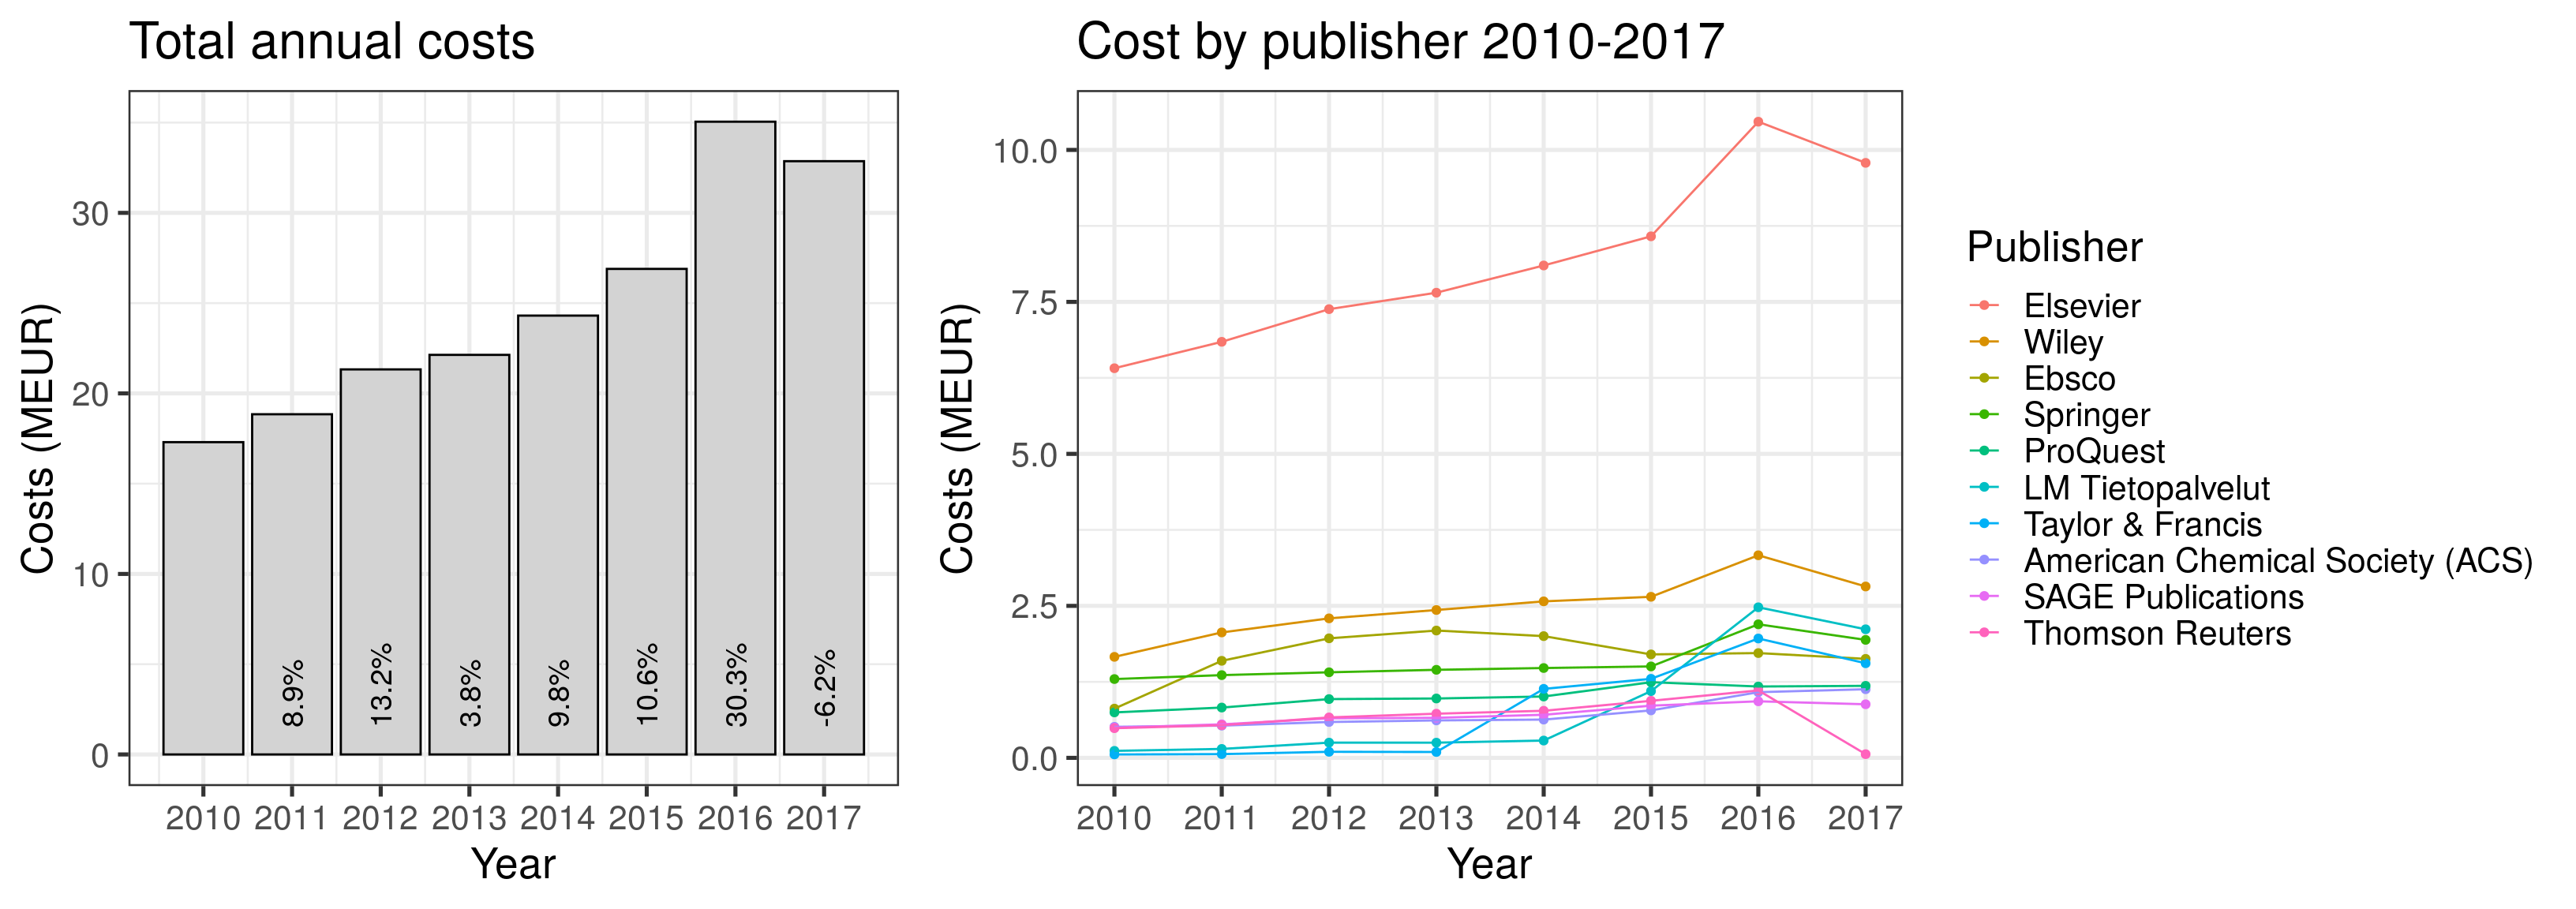 Total annual costs
Costs (MEUR)
30
20
10
0
8.9%
13.2%
3.8%
9.8%
10.6%
30.3%
-6.2%
2010 2011 2012 2013 2014 2015 2016 2017
Year
Cost by publisher 2010-2017
Costs (MEUR)
10.0
7.5
5.0
2.5
0.0
2010 2011 2012 2013 2014 2015 2016 2017
Year
Publisher
Elsevier
Wiley
Ebsco
Springer
ProQuest
LM Tietopalvelut
Taylor & Francis
American Chemical Society (ACS)
SAGE Publications
Thomson Reuters